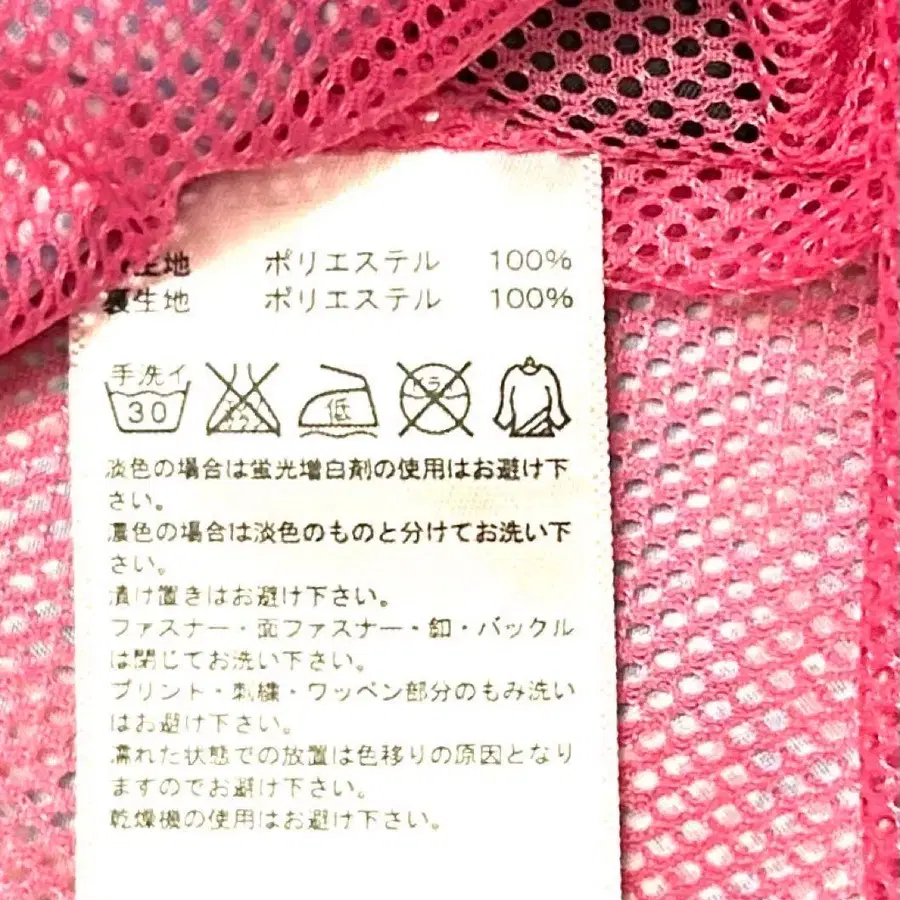 生地 ポリエステル 100%
裏生地 ポリエステル 100%
手洗イ 30 低 ドライ
淡色の場合は蛍光増白剤の使用はお避け下
さい。
濃色の場合は淡色のものと分けてお洗い下
さい。
漬け置きはお避け下さい。
ファスナー・面ファスナー・釦・バックル
は閉じてお洗い下さい。
プリント・刺繍・ワッペン部分のもみ洗い
はお避け下さい。
濡れた状態での放置は色移りの原因となり
ますのでお避け下さい。
乾燥機の使用はお避け下さい。